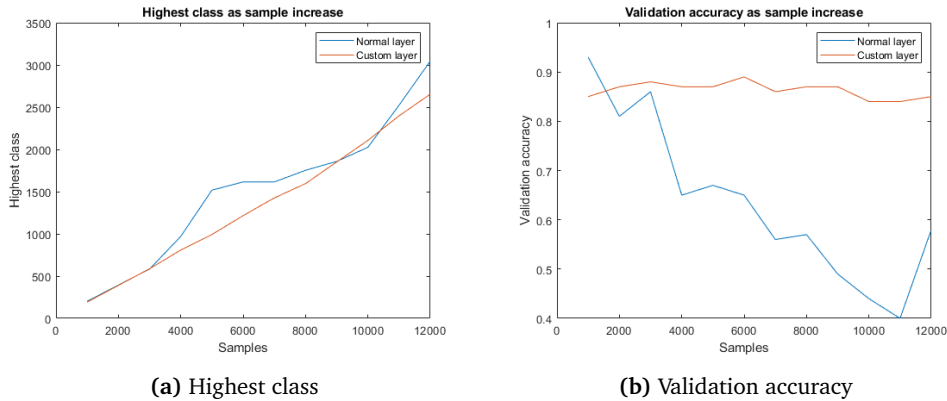 Highest class as sample increase
3500
3000
2500
2000
1500
1000
500
0
Highest class
Normal layer
Custom layer
0 2000 4000 6000 8000 10000 12000
Samples
(a) Highest class
Validation accuracy as sample increase
1
0.9
0.8
0.7
0.6
0.5
0.4
Validation accuracy
Normal layer
Custom layer
0 2000 4000 6000 8000 10000 12000
Samples
(b) Validation accuracy